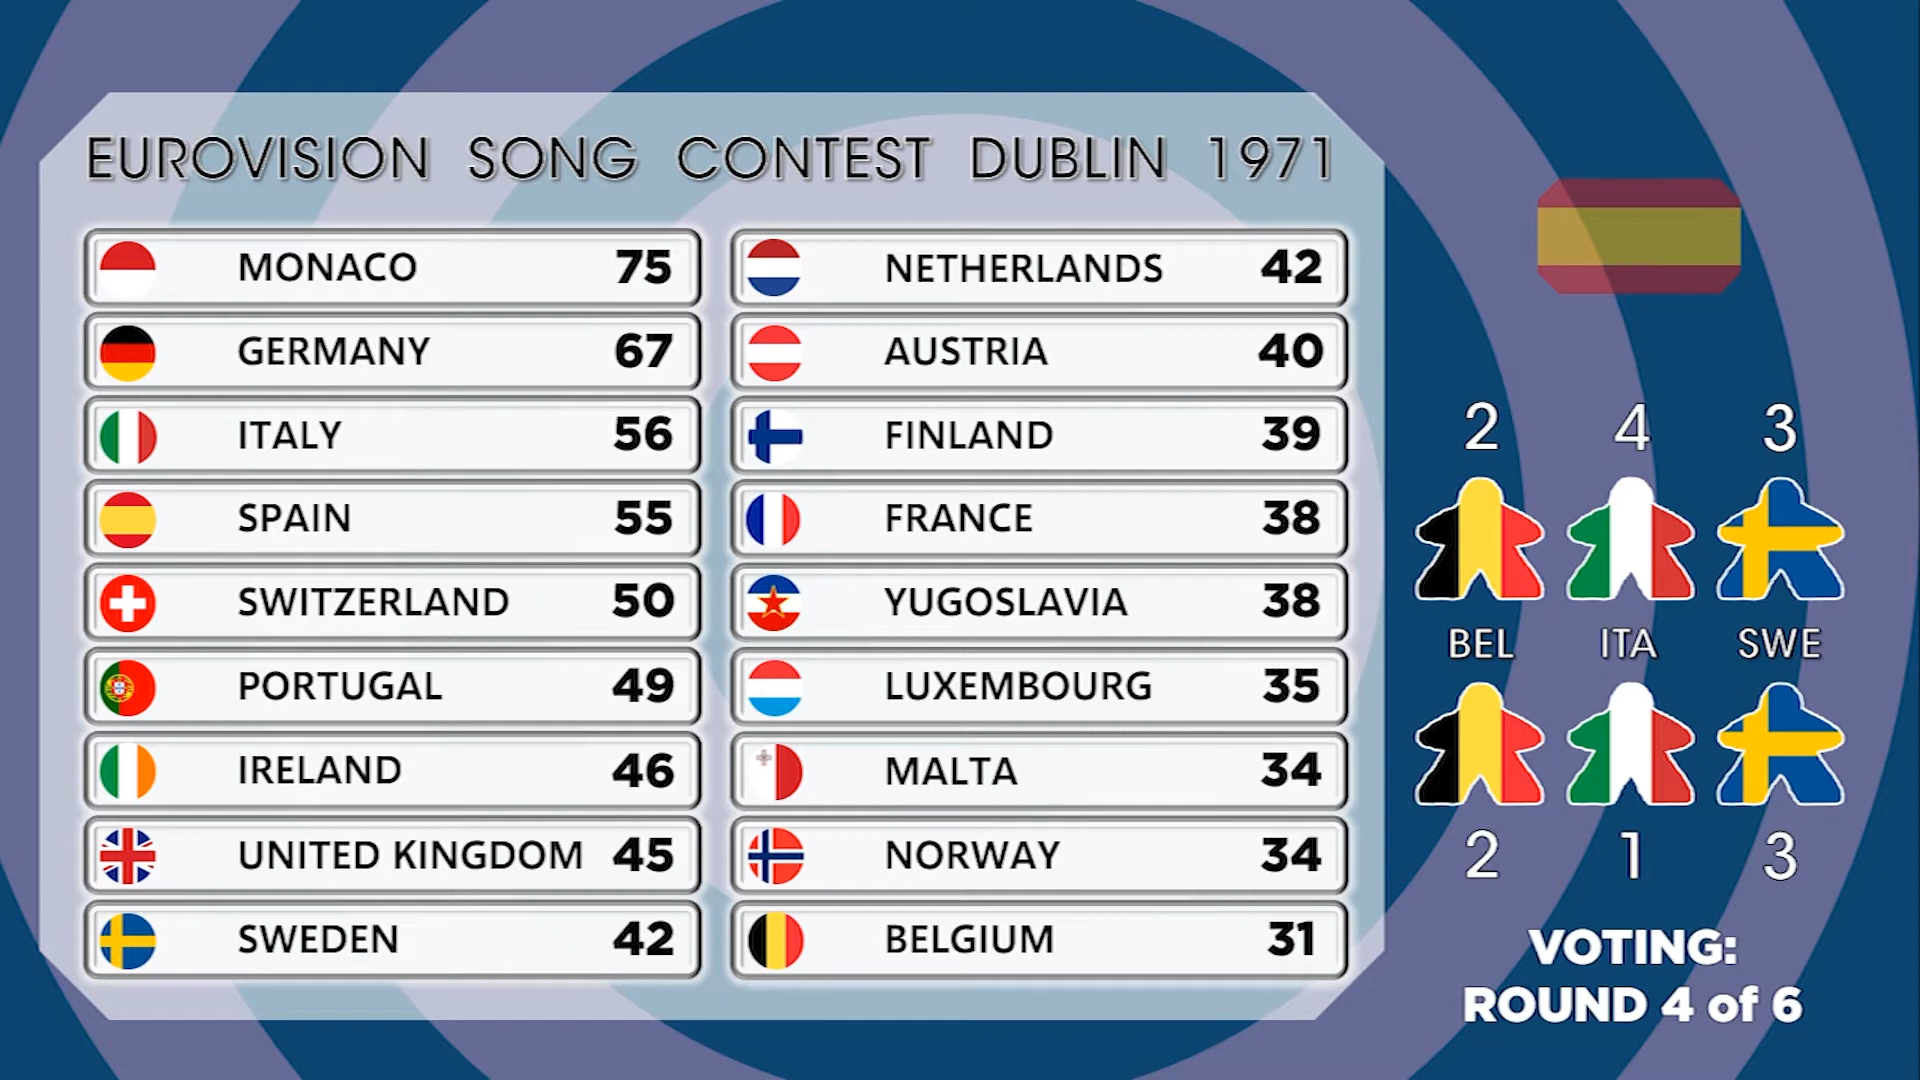 EUROVISION SONG CONTEST DUBLIN 1971
MONACO 75
GERMANY 67
ITALY 56
SPAIN 55
SWITZERLAND 50
PORTUGAL 49
IRELAND 46
UNITED KINGDOM 45
SWEDEN 42
NETHERLANDS 42
AUSTRIA 40
FINLAND 39
FRANCE 38
YUGOSLAVIA 38
LUXEMBOURG 35
MALTA 34
NORWAY 34
BELGIUM 31
2 4 3
BEL ITA SWE
2 1 3
VOTING:
ROUND 4 of 6